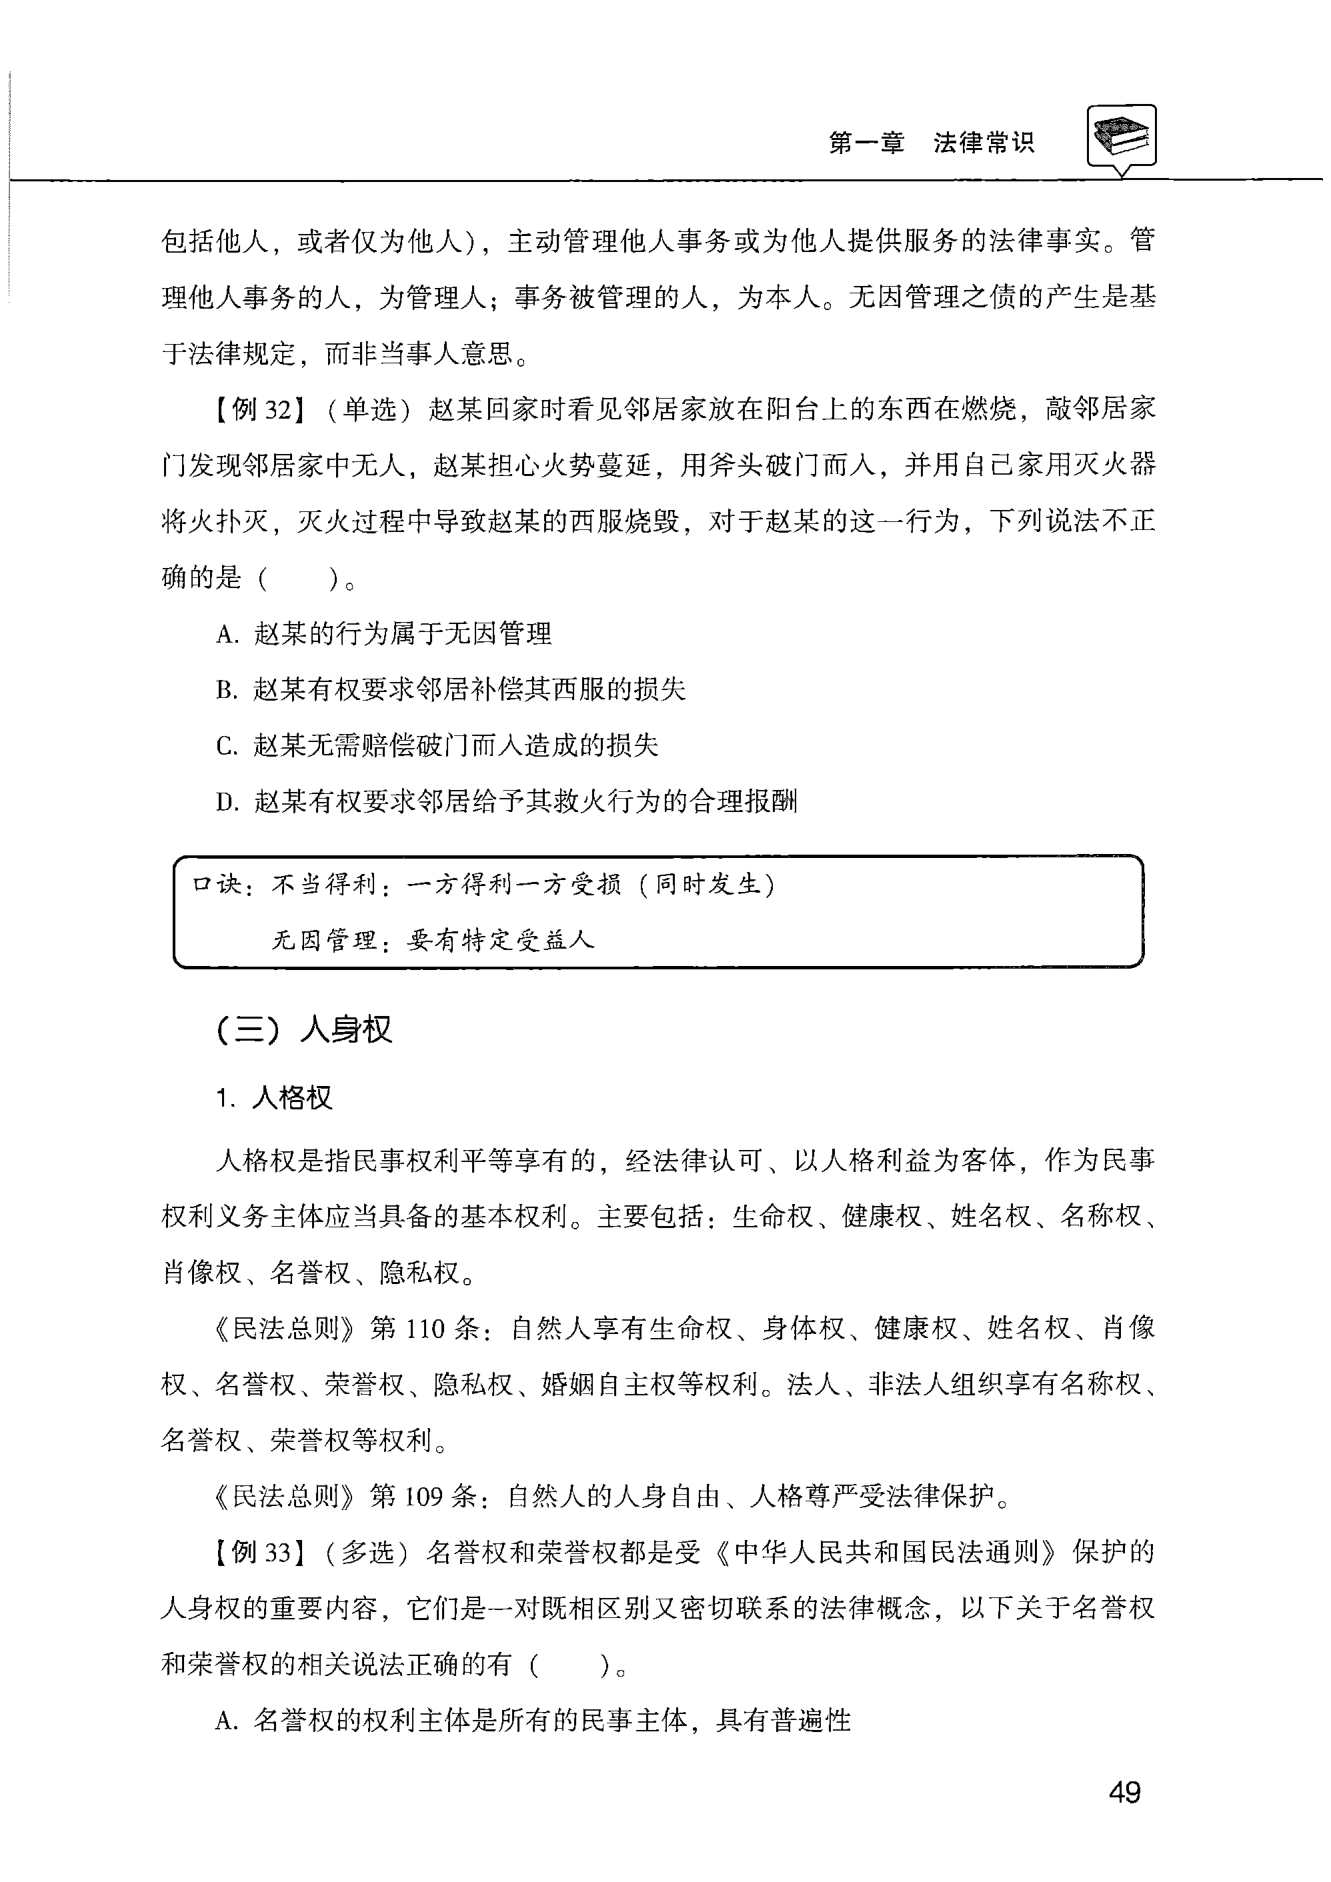 第一章 法律常识
包括他人，或者仅为他人），主动管理他人事务或为他人提供服务的法律事实。管
理他人事务的人，为管理人；事务被管理的人，为本人。无因管理之债的产生是基
于法律规定，而非当事人意思。
【例 32】（单选）赵某回家时看见邻居家放在阳台上的东西在燃烧，敲邻居家
门发现邻居家中无人，赵某担心火势蔓延，用斧头破门而入，并用自己家用灭火器
将火扑灭，灭火过程中导致赵某的西服烧毁，对于赵某的这一行为，下列说法不正
确的是（　　）。
A. 赵某的行为属于无因管理
B. 赵某有权要求邻居补偿其西服的损失
C. 赵某无需赔偿破门而入造成的损失
D. 赵某有权要求邻居给予其救火行为的合理报酬
口诀：不当得利：一方得利一方受损（同时发生）
无因管理：要有特定受益人
（三）人身权
1. 人格权
人格权是指民事权利平等享有的，经法律认可、以人格利益为客体，作为民事
权利义务主体应当具备的基本权利。主要包括：生命权、健康权、姓名权、名称权、
肖像权、名誉权、隐私权。
《民法总则》第 110 条：自然人享有生命权、身体权、健康权、姓名权、肖像
权、名誉权、荣誉权、隐私权、婚姻自主权等权利。法人、非法人组织享有名称权、
名誉权、荣誉权等权利。
《民法总则》第 109 条：自然人的人身自由、人格尊严受法律保护。
【例 33】（多选）名誉权和荣誉权都是受《中华人民共和国民法通则》保护的
人身权的重要内容，它们是一对既相区别又密切联系的法律概念，以下关于名誉权
和荣誉权的相关说法正确的有（　　）。
A. 名誉权的权利主体是所有的民事主体，具有普遍性
49